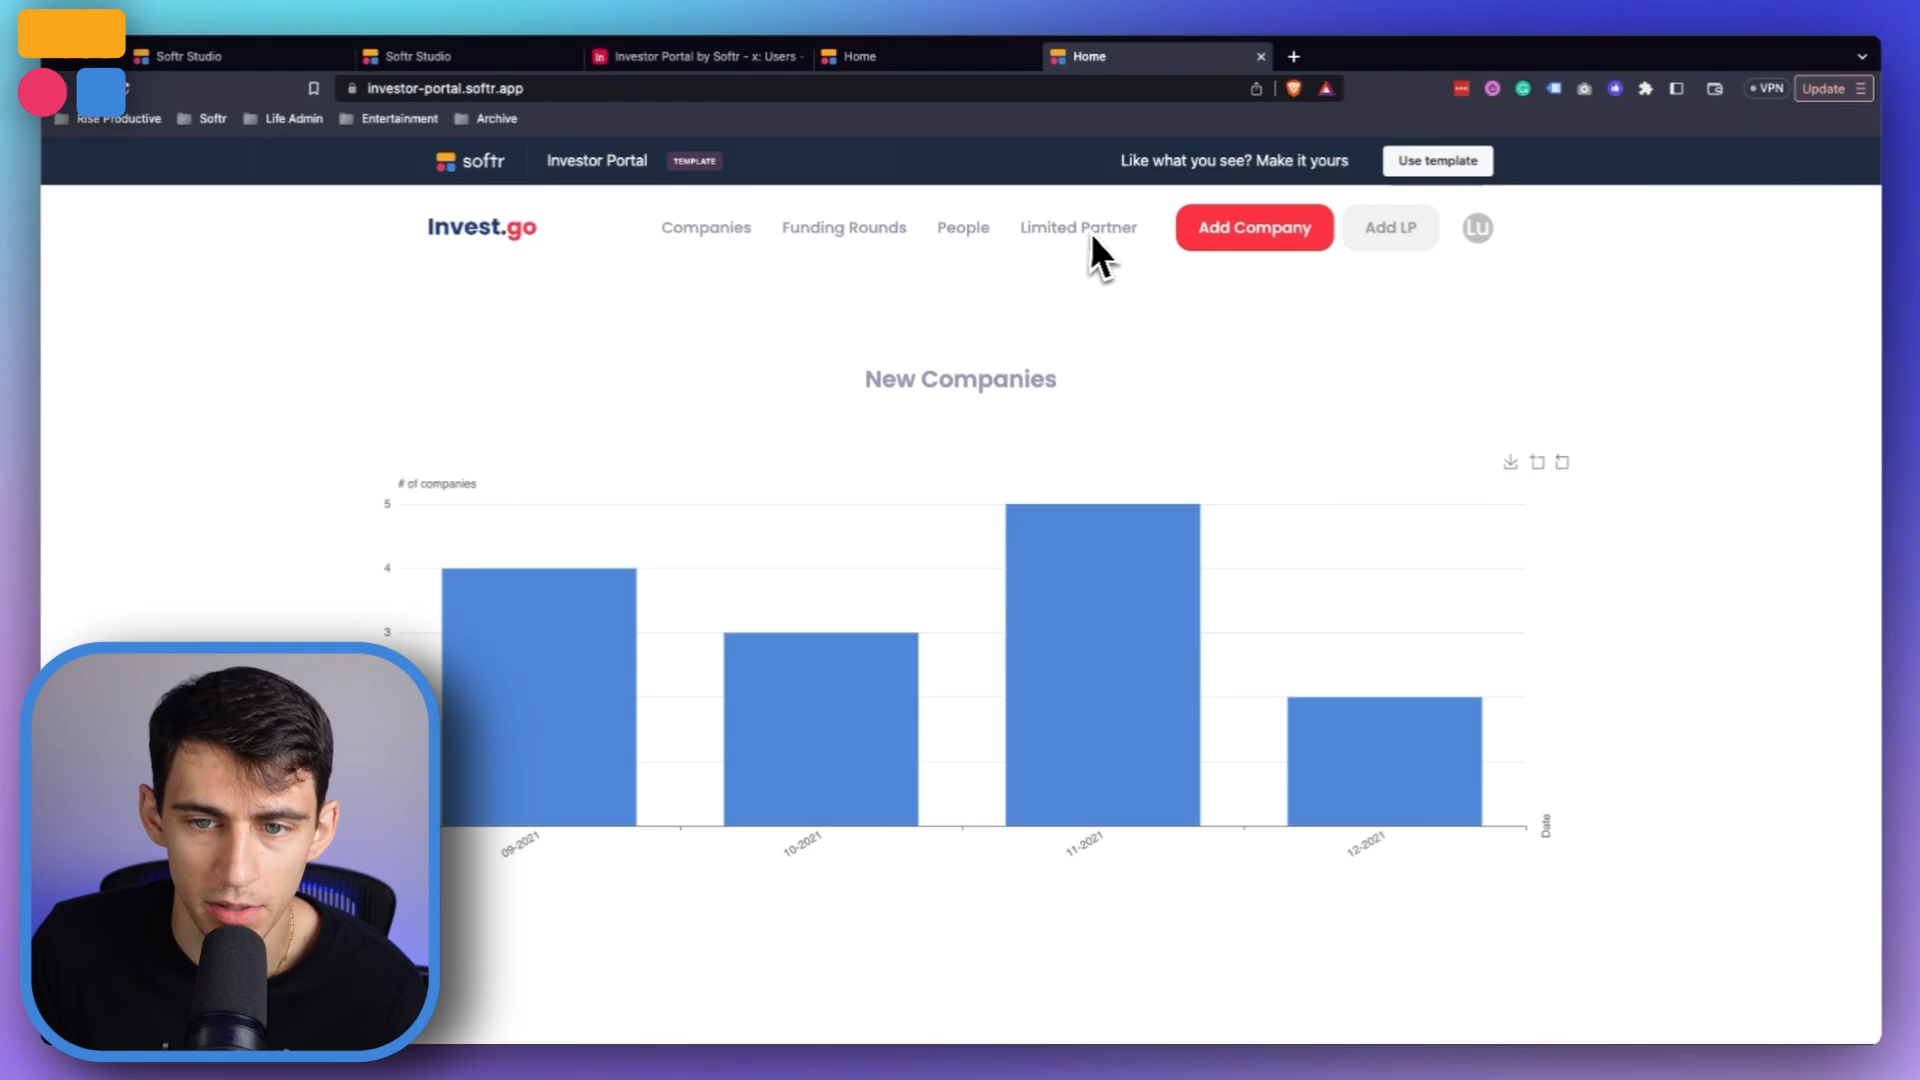 Softr Studio
Softr Studio
Investor Portal by Softr - x: Users -
Home
Home
investor-portal.softr.app
VPN
Update
Rise Productive
Softr
Life Admin
Entertainment
Archive
softr
Investor Portal
TEMPLATE
Like what you see? Make it yours
Use template
Invest.go
Companies
Funding Rounds
People
Limited Partner
Add Company
Add LP
LU
New Companies
# of companies
5
4
3
09-2021
10-2021
11-2021
12-2021
Date